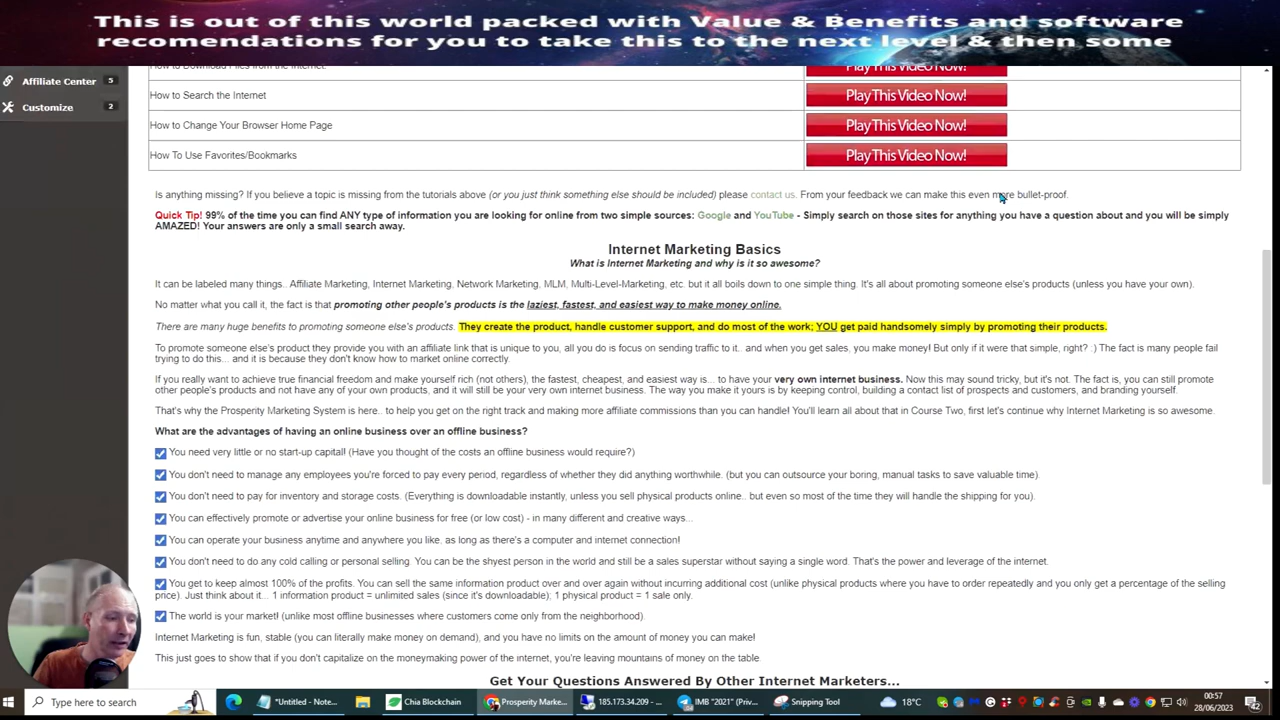 This is out of this world packed with Value & Benefits and software
recomendations for you to take this to the next level & then some
Affiliate Center 5
Customize 2
How to Download Files from the Internet.
Play This Video Now!
How to Search the Internet
Play This Video Now!
How to Change Your Browser Home Page
Play This Video Now!
How To Use Favorites/Bookmarks
Play This Video Now!
Is anything missing? If you believe a topic is missing from the tutorials above (or you just think something else should be included) please contact us. From your feedback we can make this even more bullet-proof.
Quick Tip! 99% of the time you can find ANY type of information you are looking for online from two simple sources: Google and YouTube - Simply search on those sites for anything you have a question about and you will be simply
AMAZED! Your answers are only a small search away.
Internet Marketing Basics
What is Internet Marketing and why is it so awesome?
It can be labeled many things.. Affiliate Marketing, Internet Marketing, Network Marketing, MLM, Multi-Level-Marketing, etc. but it all boils down to one simple thing. It's all about promoting someone else's products (unless you have your own).
No matter what you call it, the fact is that promoting other people's products is the laziest, fastest, and easiest way to make money online.
There are many huge benefits to promoting someone else's products. They create the product, handle customer support, and do most of the work; YOU get paid handsomely simply by promoting their products.
To promote someone else's product they provide you with an affiliate link that is unique to you, all you do is focus on sending traffic to it.. and when you get sales, you make money! But only if it were that simple, right? :) The fact is many people fail
trying to do this... and it is because they don't know how to market online correctly.
If you really want to achieve true financial freedom and make yourself rich (not others), the fastest, cheapest, and easiest way is... to have your very own internet business. Now this may sound tricky, but it's not. The fact is, you can still promote
other people's products and not have any of your own products, and it will still be your very own internet business. The way you make it yours is by keeping control, building a contact list of prospects and customers, and branding yourself.
That's why the Prosperity Marketing System is here.. to help you get on the right track and making more affiliate commissions than you can handle! You'll learn all about that in Course Two, first let's continue why Internet Marketing is so awesome.
What are the advantages of having an online business over an offline business?
You need very little or no start-up capital! (Have you thought of the costs an offline business would require?)
You don't need to manage any employees you're forced to pay every period, regardless of whether they did anything worthwhile. (but you can outsource your boring, manual tasks to save valuable time)
You don't need to pay for inventory and storage costs. (Everything is downloadable instantly, unless you sell physical products online.. but even so most of the time they will handle the shipping for you).
You can effectively promote or advertise your online business for free (or low cost) - in many different and creative ways...
You can operate your business anytime and anywhere you like. as long as there's a computer and internet connection!
You don't need to do any cold calling or personal selling. You can be the shyest person in the world and still be a sales superstar without saying a single word. That's the power and leverage of the internet.
You get to keep almost 100% of the profits. You can sell the same information product over and over again without incurring additional cost (unlike physical products where you have to order repeatedly and you only get a percentage of the selling
price). Just think about it... 1 information product = unlimited sales (since it's downloadable); 1 physical product = 1 sale only.
The world is your market! (unlike most offline businesses where customers come only from the neighborhood).
Internet Marketing is fun, stable (you can literally make money on demand), and you have no limits on the amount of money you can make!
This just goes to show that if you don't capitalize on the moneymaking power of the internet, you're leaving mountains of money on the table.
Get Your Questions Answered By Other Internet Marketers...
Type here to search
*Untitled - Note...
Chia Blockchain
Prosperity Marke...
185.173.34.209 - ...
IMB "2021" (Priv...
Snipping Tool
18°C
00:57
28/06/2023
42